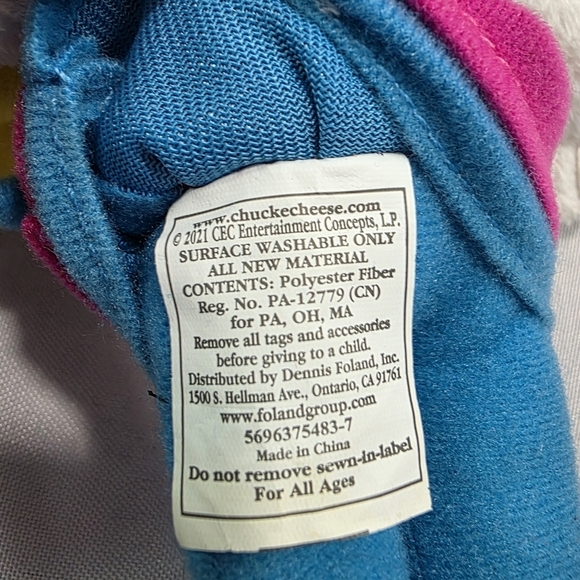 www.chuckecheese.com
© 2021 CEC Entertainment Concepts, L.P.
SURFACE WASHABLE ONLY
ALL NEW MATERIAL
CONTENTS: Polyester Fiber
Reg. No. PA-12779 (CN)
for PA, OH, MA
Remove all tags and accessories
before giving to a child.
Distributed by Dennis Foland, Inc.
1500 S. Hellman Ave., Ontario, CA 91761
www.folandgroup.com
5696375483-7
Made in China
Do not remove sewn-in-label
For All Ages